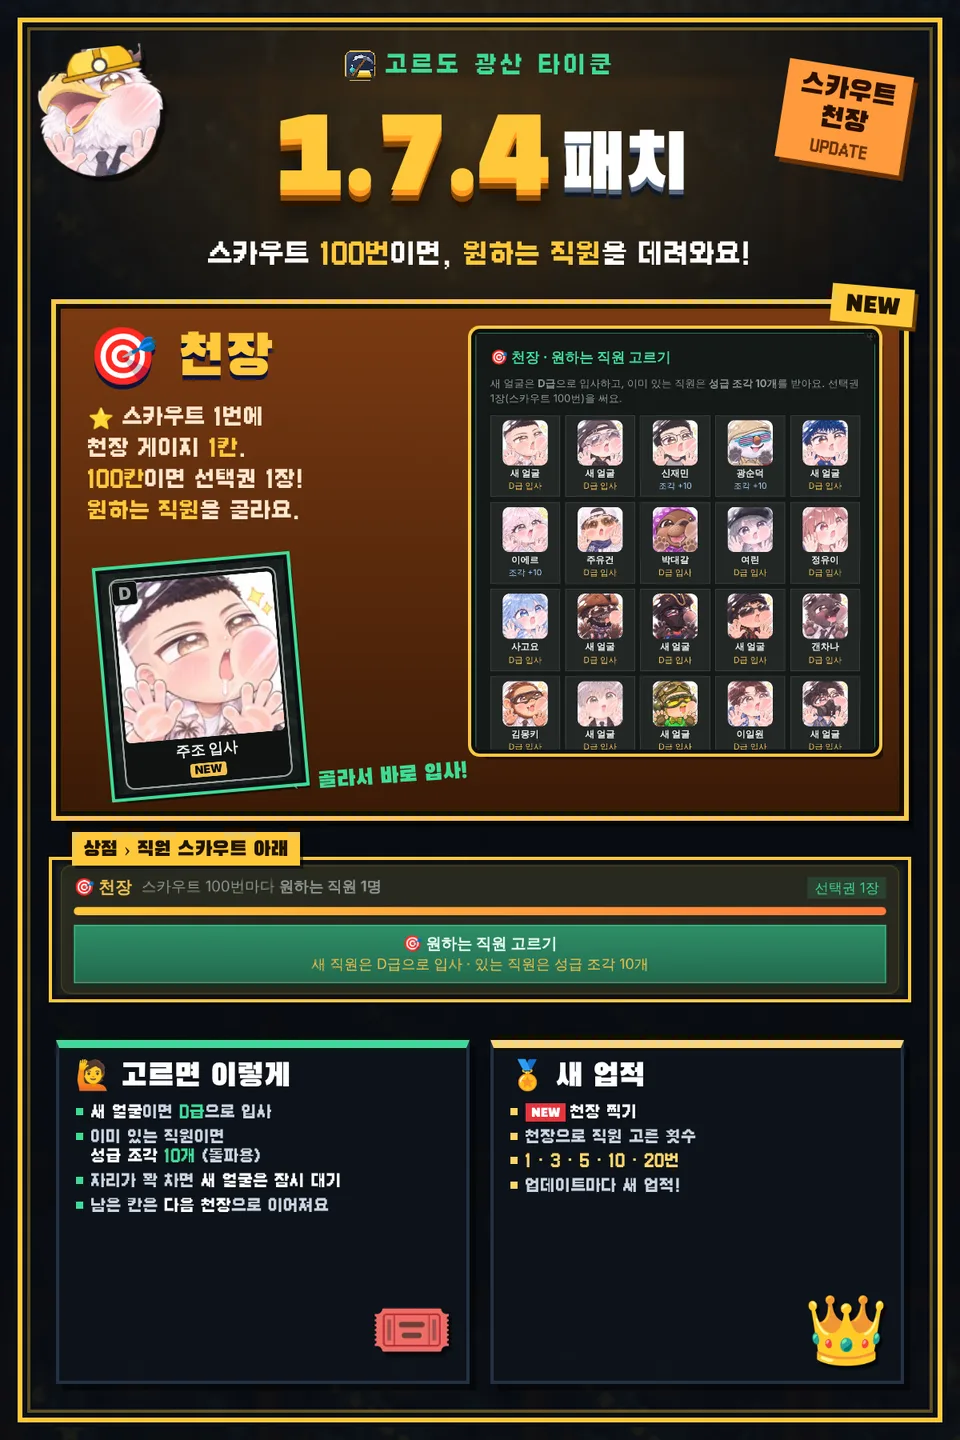 고르도 광산 타이쿤
1.7.4 패치
스카우트
천장
UPDATE
스카우트 100번이면, 원하는 직원을 데려와요!
NEW
🎯 천장
⭐ 스카우트 1번에
천장 게이지 1칸.
100칸이면 선택권 1장!
원하는 직원을 골라요.
D
주조 입사
NEW
골라서 바로 입사!
🎯 천장 · 원하는 직원 고르기
새 얼굴은 D급으로 입사하고, 이미 있는 직원은 성급 조각 10개를 받아요. 선택권
1장(스카우트 100번)을 써요.
새 얼굴 새 얼굴 신재민 광순덕 새 얼굴
D급 입사 D급 입사 조각 +10 조각 +10 D급 입사
이에르 주유건 박대갈 여린 정유이
조각 +10 D급 입사 D급 입사 D급 입사 D급 입사
사고요 새 얼굴 새 얼굴 새 얼굴 갠차나
D급 입사 D급 입사 D급 입사 D급 입사 D급 입사
김몽키 새 얼굴 새 얼굴 이일원 새 얼굴
D급 입사 D급 입사 D급 입사 D급 입사 D급 입사
상점 › 직원 스카우트 아래
🎯 천장 스카우트 100번마다 원하는 직원 1명
선택권 1장
🎯 원하는 직원 고르기
새 직원은 D급으로 입사 · 있는 직원은 성급 조각 10개
🙋 고르면 이렇게
새 얼굴이면 D급으로 입사
이미 있는 직원이면
성급 조각 10개 (돌파용)
자리가 꽉 차면 새 얼굴은 잠시 대기
남은 칸은 다음 천장으로 이어져요
🏅 새 업적
NEW 천장 찍기
천장으로 직원 고른 횟수
1 · 3 · 5 · 10 · 20번
업데이트마다 새 업적!